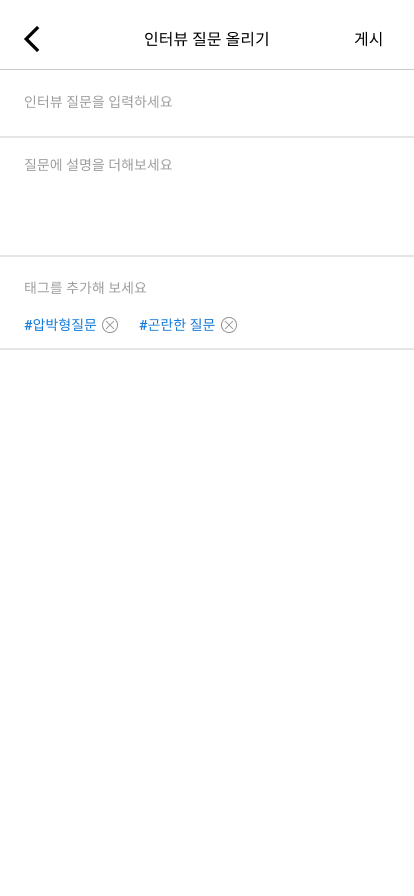 인터뷰 질문 올리기 게시
인터뷰 질문을 입력하세요
질문에 설명을 더해보세요
태그를 추가해 보세요
#압박형질문 #곤란한 질문